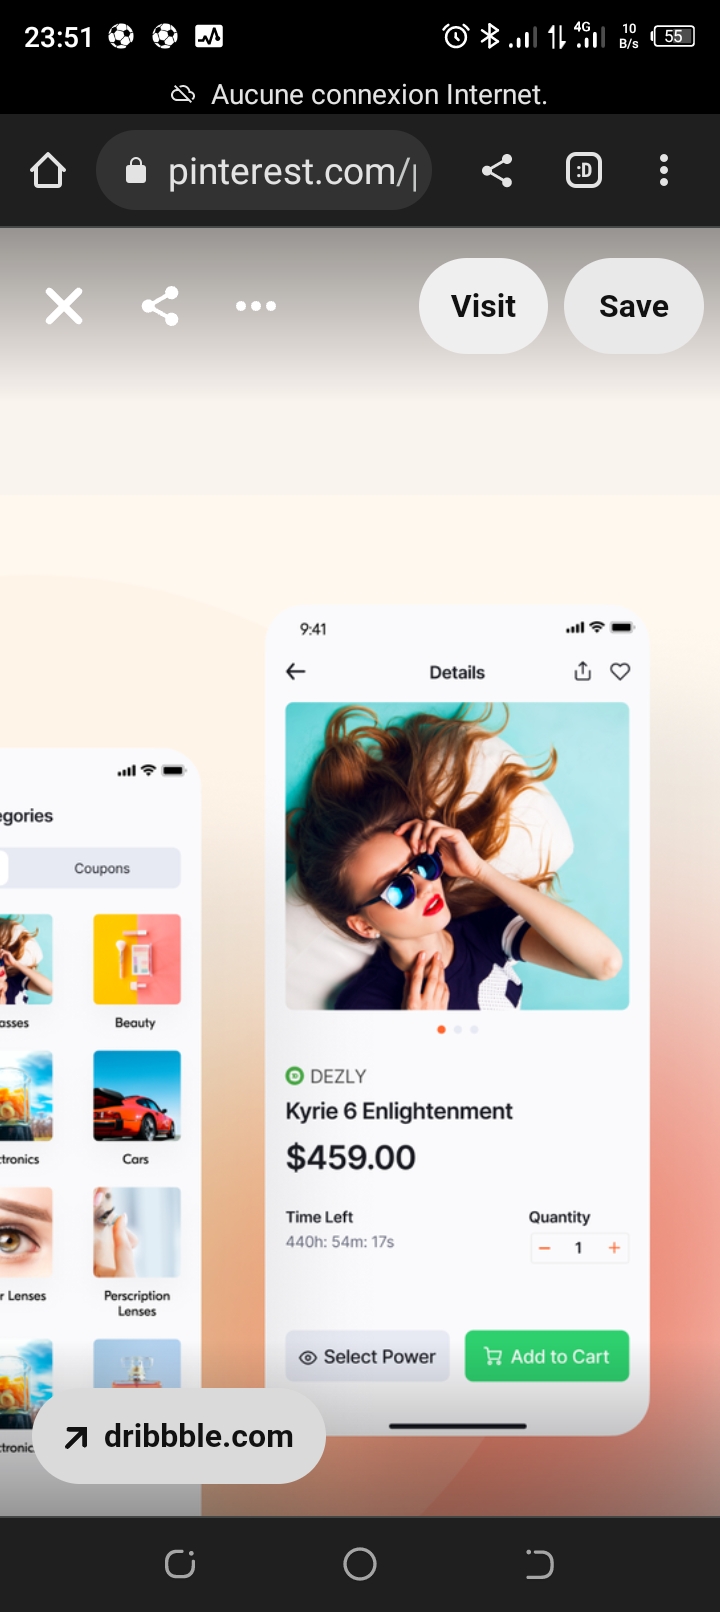 23:51
4G
10
B/s
55
Aucune connexion Internet.
pinterest.com/
:D
Visit
Save
9:41
Details
egories
Coupons
asses
Beauty
DEZLY
Kyrie 6 Enlightenment
$459.00
tronics
Cars
Time Left
Quantity
440h: 54m: 17s
1
r Lenses
Perscription
Lenses
Select Power
Add to Cart
dribbble.com
tronic